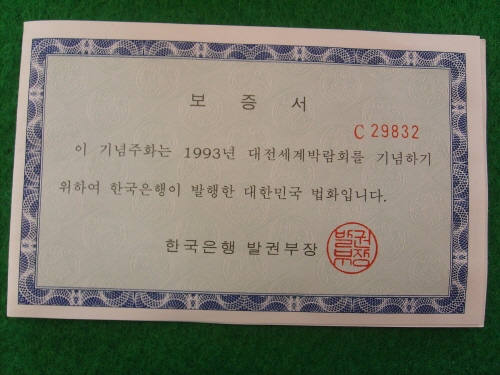 보 증 서
C 29832
이 기념주화는 1993년 대전세계박람회를 기념하기
위하여 한국은행이 발행한 대한민국 법화입니다.
한국은행 발권부장
발권
부장